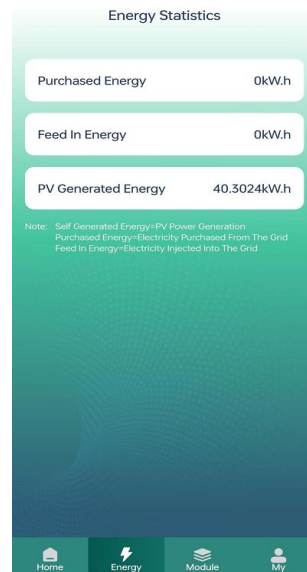 Energy Statistics
Purchased Energy 0kW.h
Feed In Energy 0kW.h
PV Generated Energy 40.3024kW.h
Note: Self Generated Energy=PV Power Generation
Purchased Energy=Electricity Purchased From The Grid
Feed In Energy=Electricity Injected Into The Grid
Home Energy Module My